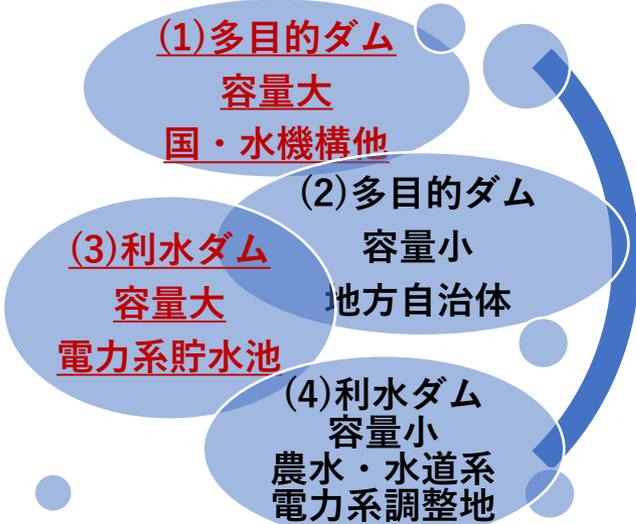 (1)多目的ダム
容量大
国・水機構他
(2)多目的ダム
容量小
地方自治体
(3)利水ダム
容量大
電力系貯水池
(4)利水ダム
容量小
農水・水道系
電力系調整地